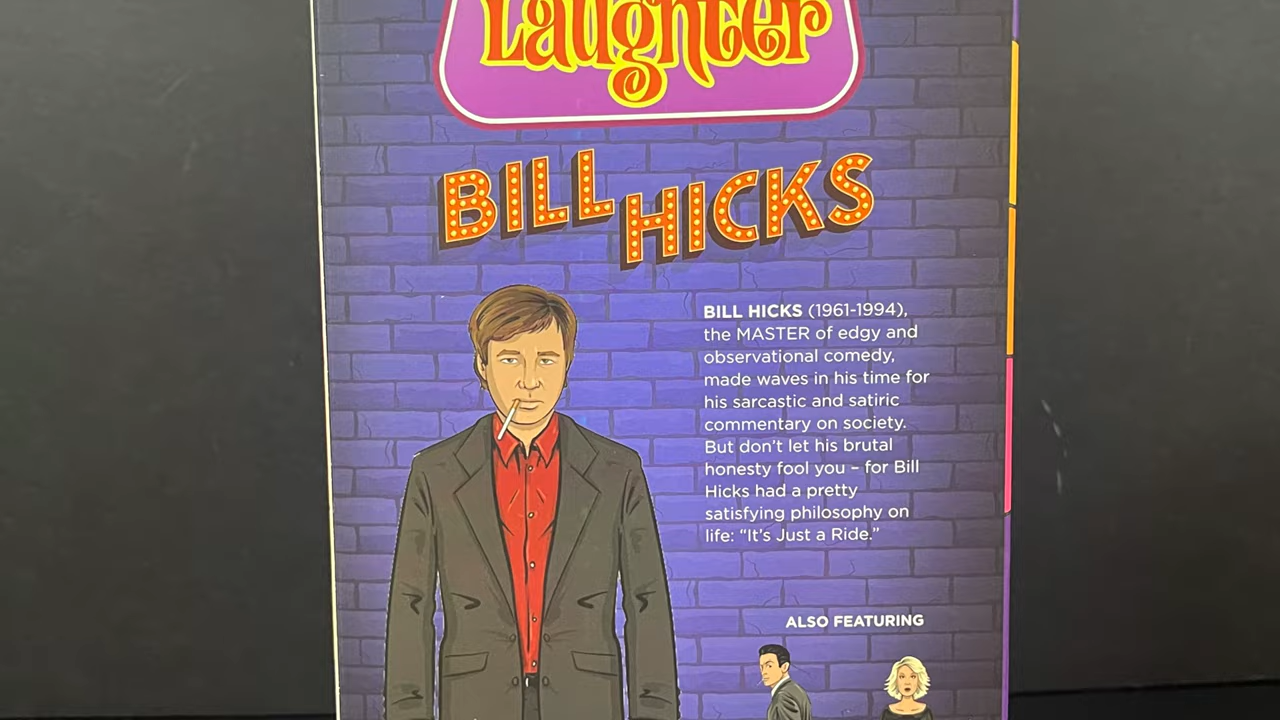 Laughter
BILL HICKS
BILL HICKS (1961-1994),
the MASTER of edgy and
observational comedy,
made waves in his time for
his sarcastic and satiric
commentary on society.
But don’t let his brutal
honesty fool you – for Bill
Hicks had a pretty
satisfying philosophy on
life: “It’s Just a Ride.”
ALSO FEATURING